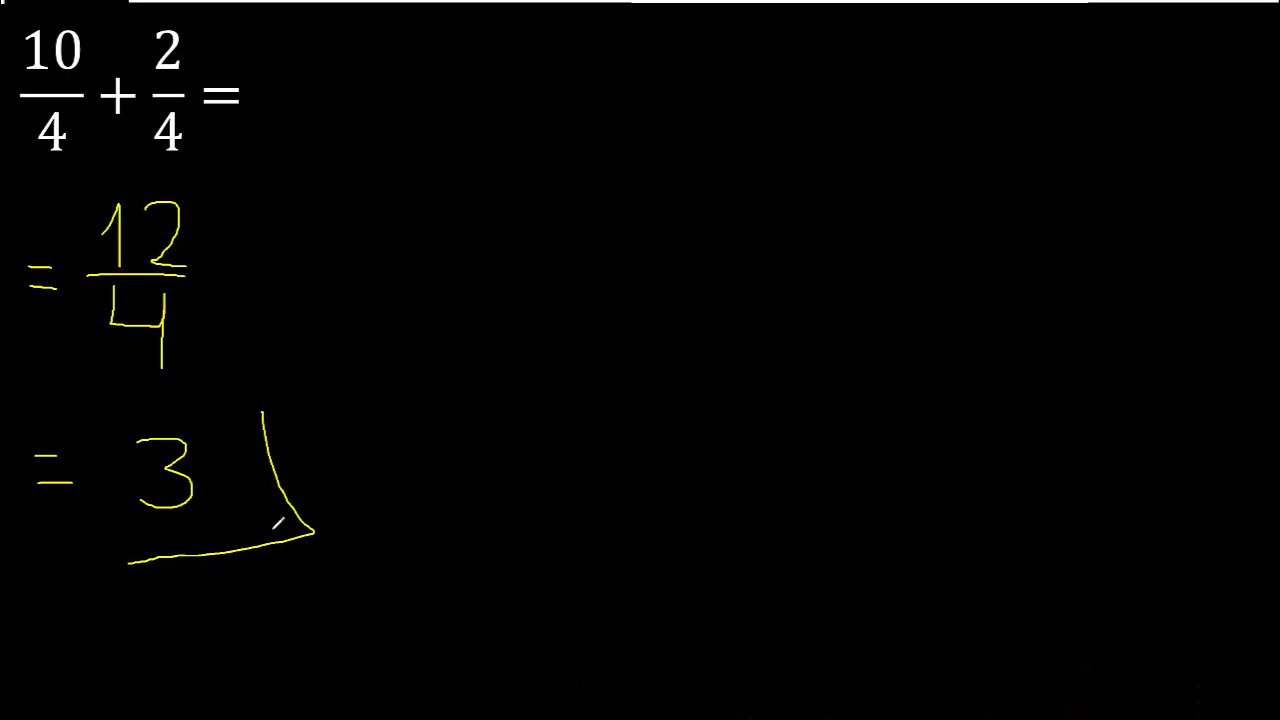 10/4 + 2/4 =
= 12/4
= 3